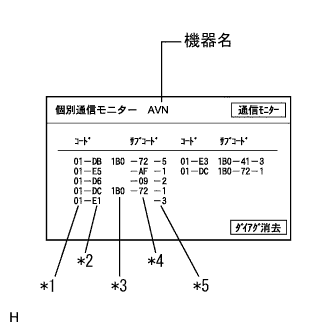 機器名
個別通信モニター AVN 通信ﾓﾆﾀｰ
ｺｰﾄﾞ ｻﾌﾞｺｰﾄﾞ ｺｰﾄﾞ ｻﾌﾞｺｰﾄﾞ
01−DB 1B0 −72 −5 01−E3 1B0−41−3
01−E5 −AF −1 01−DC 1B0−72−1
01−D6 −09 −2
01−DC 1B0 −72 −1
01−E1 −3
ﾀﾞｲｱｸﾞ消去
*1 *2 *3 *4 *5
H